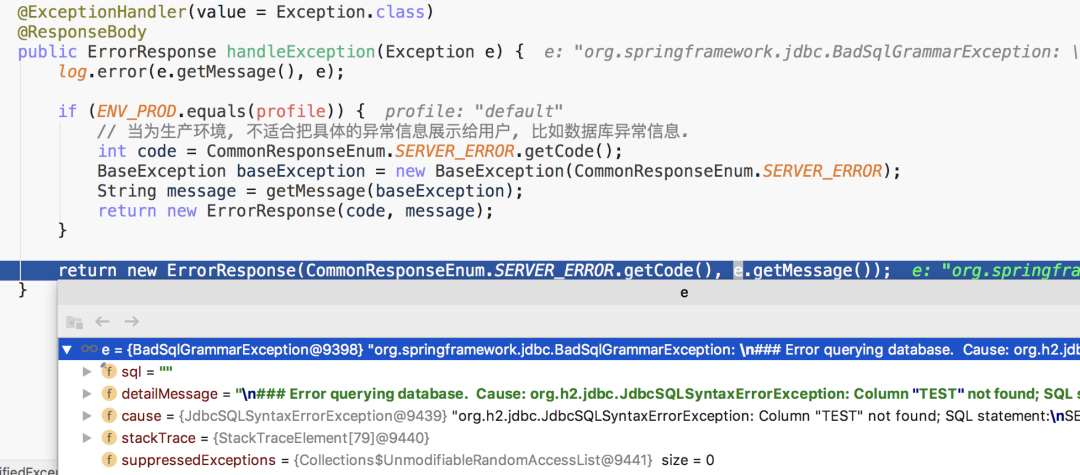 @ExceptionHandler(value = Exception.class)
@ResponseBody
public ErrorResponse handleException(Exception e) {  e: "org.springframework.jdbc.BadSqlGrammarException: \
log.error(e.getMessage(), e);
if (ENV_PROD.equals(profile)) {  profile: "default"
// 当为生产环境, 不适合把具体的异常信息展示给用户, 比如数据库异常信息.
int code = CommonResponseEnum.SERVER_ERROR.getCode();
BaseException baseException = new BaseException(CommonResponseEnum.SERVER_ERROR);
String message = getMessage(baseException);
return new ErrorResponse(code, message);
}
return new ErrorResponse(CommonResponseEnum.SERVER_ERROR.getCode(), e.getMessage());  e: "org.springfra
}
e
e = {BadSqlGrammarException@9398} "org.springframework.jdbc.BadSqlGrammarException: \n### Error querying database.  Cause: org.h2.jd
f sql = ""
f detailMessage = "\n### Error querying database.  Cause: org.h2.jdbc.JdbcSQLSyntaxErrorException: Column "TEST" not found; SQL s
f cause = {JdbcSQLSyntaxErrorException@9439} "org.h2.jdbc.JdbcSQLSyntaxErrorException: Column "TEST" not found; SQL statement:\nSE
f stackTrace = {StackTraceElement[79]@9440}
f suppressedExceptions = {Collections$UnmodifiableRandomAccessList@9441}  size = 0